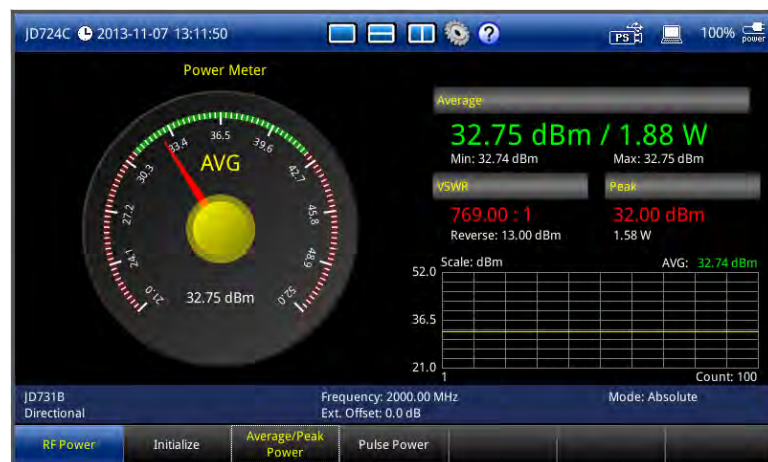 JD724C 2013-11-07 13:11:50
PS
100%
power
Power Meter
21.0
24.1
27.2
30.3
33.4
36.5
39.6
42.7
45.8
48.9
52.0
AVG
32.75 dBm
Average
32.75 dBm / 1.88 W
Min: 32.74 dBm Max: 32.75 dBm
VSWR
769.00 : 1
Reverse: 13.00 dBm
Peak
32.00 dBm
1.58 W
Scale: dBm AVG: 32.74 dBm
52.0
36.5
21.0
1 Count: 100
JD731B Frequency: 2000.00 MHz Mode: Absolute
Directional Ext. Offset: 0.0 dB
RF Power
Initialize
Average/Peak
Power
Pulse Power